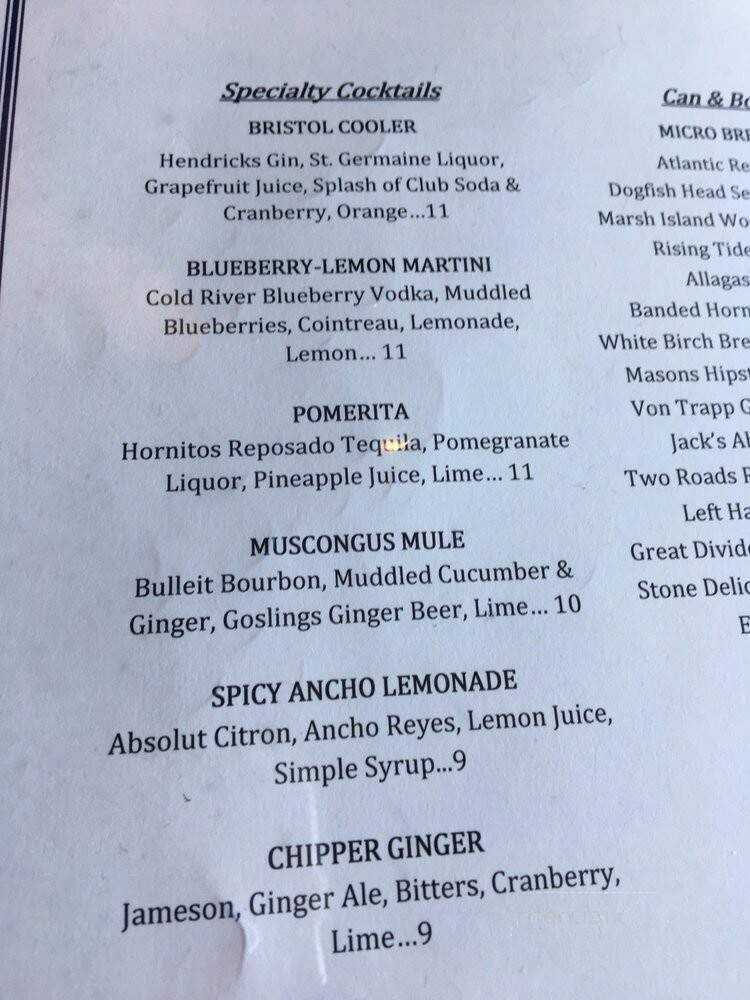 Specialty Cocktails
BRISTOL COOLER
Hendricks Gin, St. Germaine Liquor,
Grapefruit Juice, Splash of Club Soda &
Cranberry, Orange...11
BLUEBERRY-LEMON MARTINI
Cold River Blueberry Vodka, Muddled
Blueberries, Cointreau, Lemonade,
Lemon... 11
POMERITA
Hornitos Reposado Tequila, Pomegranate
Liquor, Pineapple Juice, Lime... 11
MUSCONGUS MULE
Bulleit Bourbon, Muddled Cucumber &
Ginger, Goslings Ginger Beer, Lime... 10
SPICY ANCHO LEMONADE
Absolut Citron, Ancho Reyes, Lemon Juice,
Simple Syrup...9
CHIPPER GINGER
Jameson, Ginger Ale, Bitters, Cranberry,
Lime...9
Can & Bo
MICRO BRE
Atlantic Re
Dogfish Head Se
Marsh Island Wo
Rising Tide
Allagas
Banded Horn
White Birch Bre
Masons Hipst
Von Trapp G
Jack's Ab
Two Roads
Left Ha
Great Divide
Stone Delic
E